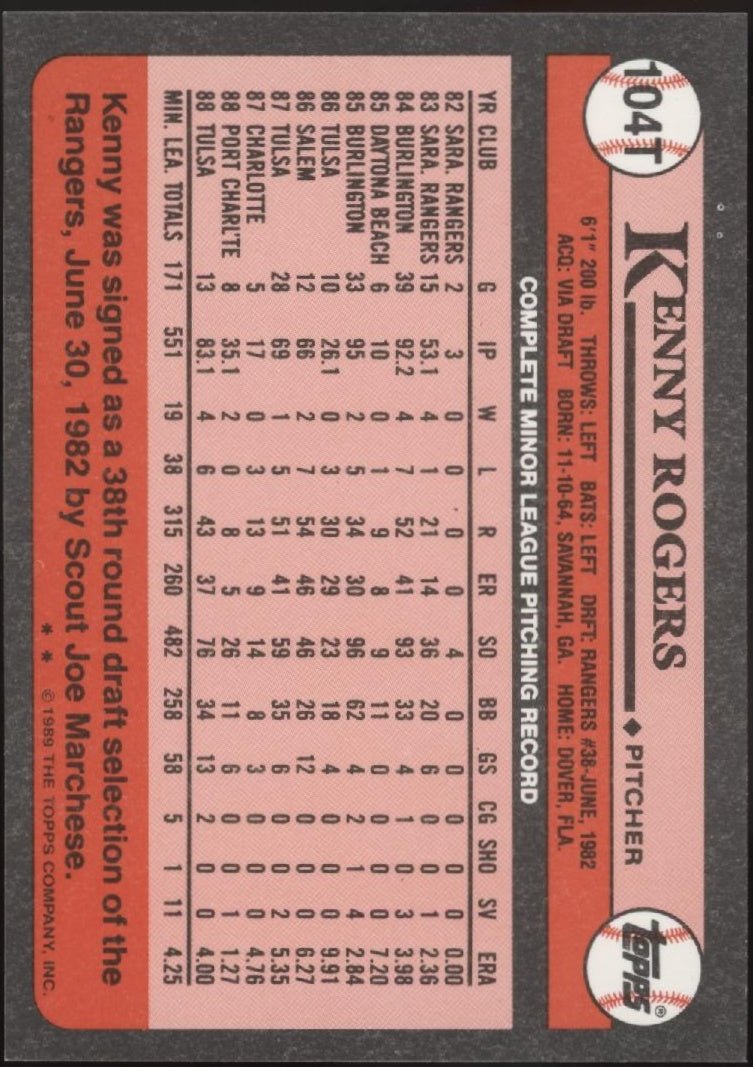 104T
KENNY ROGERS ♦ PITCHER
Topps®
6'1" 200 lb. THROWS: LEFT BATS: LEFT DRFT: RANGERS #38-JUNE, 1982
ACQ: VIA DRAFT BORN: 11-10-64, SAVANNAH, GA. HOME: DOVER, FLA.
COMPLETE MINOR LEAGUE PITCHING RECORD
YR CLUB G IP W L R ER SO BB GS CG SHO SV ERA
82 SARA. RANGERS 2 3 0 0 0 0 4 0 0 0 0 0 0.00
83 SARA. RANGERS 15 53.1 4 1 21 14 36 20 6 0 0 1 2.36
84 BURLINGTON 39 92.2 4 7 52 41 93 33 4 1 0 3 3.98
85 DAYTONA BEACH 6 10 0 1 9 8 9 11 0 0 0 0 7.20
85 BURLINGTON 33 95 2 5 34 30 96 62 4 2 1 4 2.84
86 TULSA 10 26.1 0 3 30 29 23 18 4 0 0 0 9.91
86 SALEM 12 66 2 7 54 46 46 26 12 0 0 0 6.27
87 TULSA 28 69 1 5 51 41 59 35 6 0 0 2 5.35
87 CHARLOTTE 5 17 0 3 13 9 14 8 3 0 0 0 4.76
88 PORT CHARL'TE 8 35.1 2 0 8 5 26 11 6 0 0 1 1.27
88 TULSA 13 83.1 4 6 43 37 76 34 13 2 0 0 4.00
MIN. LEA. TOTALS 171 551 19 38 315 260 482 258 58 5 1 11 4.25
Kenny was signed as a 38th round draft selection of the
Rangers, June 30, 1982 by Scout Joe Marchese.
* * © 1989 THE TOPPS COMPANY, INC.